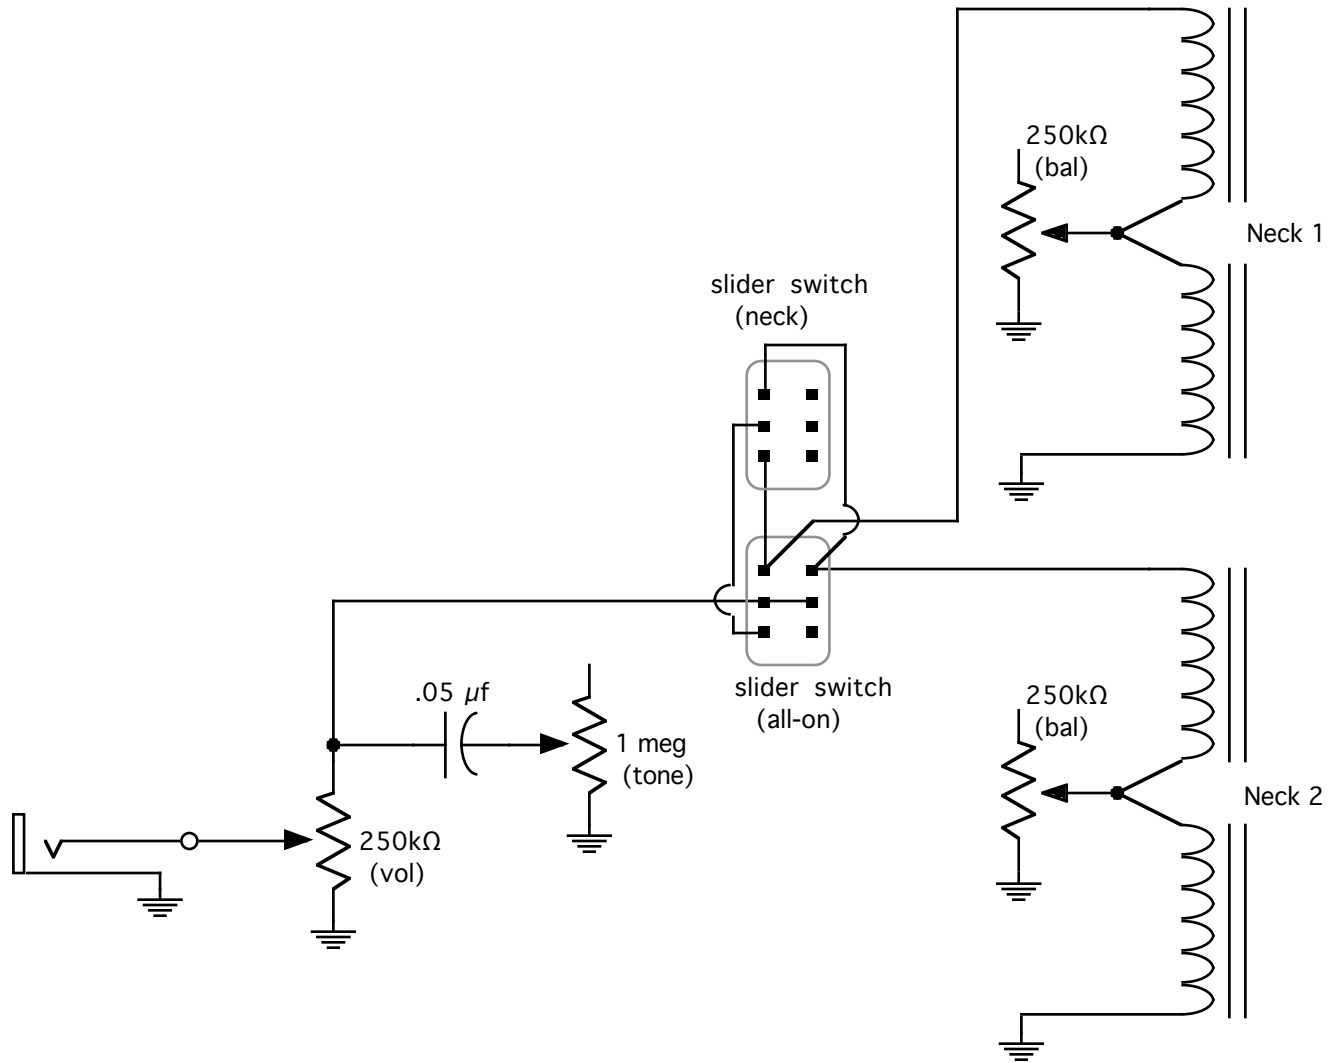 250kΩ
(bal)
Neck 1
slider switch
(neck)
slider switch
(all-on)
.05 µf
1 meg
(tone)
250kΩ
(bal)
Neck 2
250kΩ
(vol)